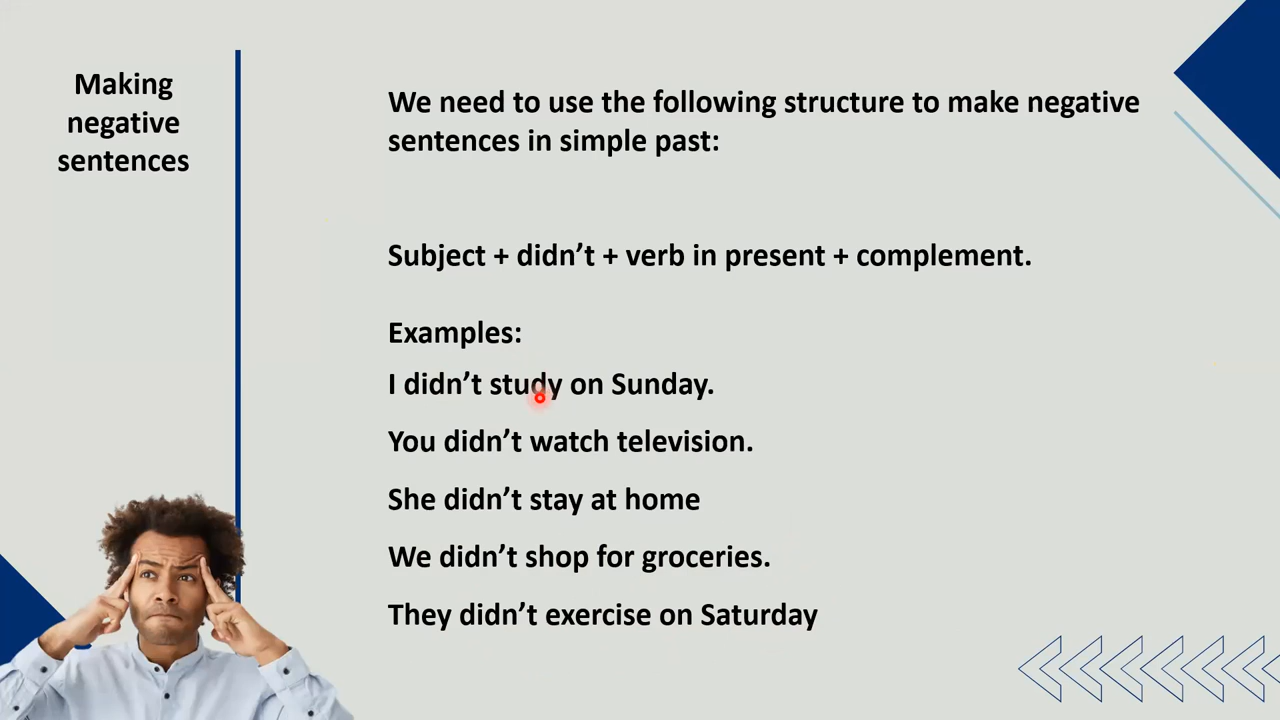 Making
negative
sentences
We need to use the following structure to make negative
sentences in simple past:
Subject + didn’t + verb in present + complement.
Examples:
I didn’t study on Sunday.
You didn’t watch television.
She didn’t stay at home
We didn’t shop for groceries.
They didn’t exercise on Saturday